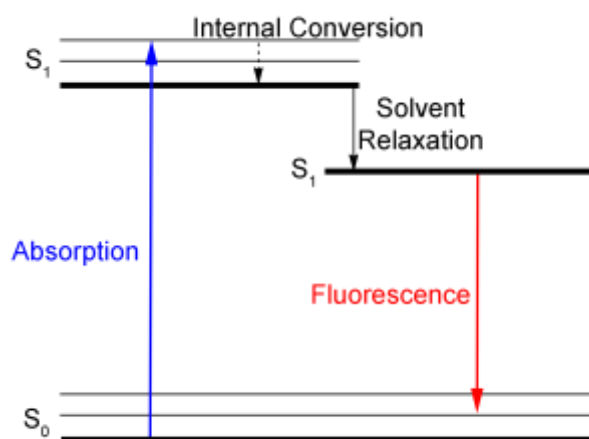 Internal Conversion
S₁
Solvent
Relaxation
S₁
Absorption
Fluorescence
S₀